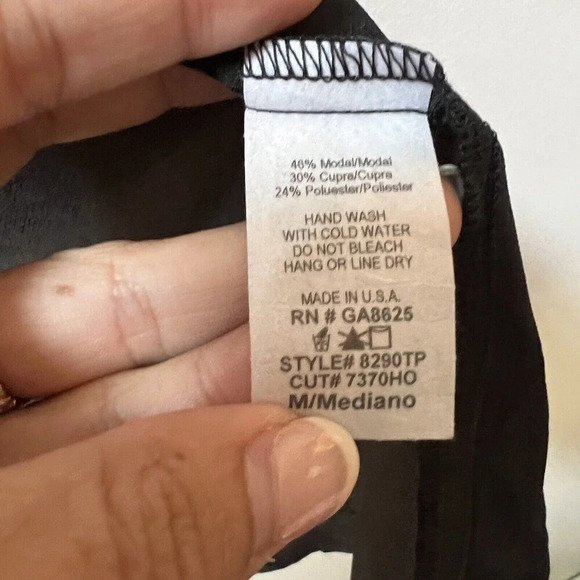 46% Modal/Modal
30% Cupra/Cupra
24% Poluester/Poliester
HAND WASH
WITH COLD WATER
DO NOT BLEACH
HANG OR LINE DRY
MADE IN U.S.A.
RN # GA8625
STYLE# 8290TP
CUT# 7370HO
M/Mediano